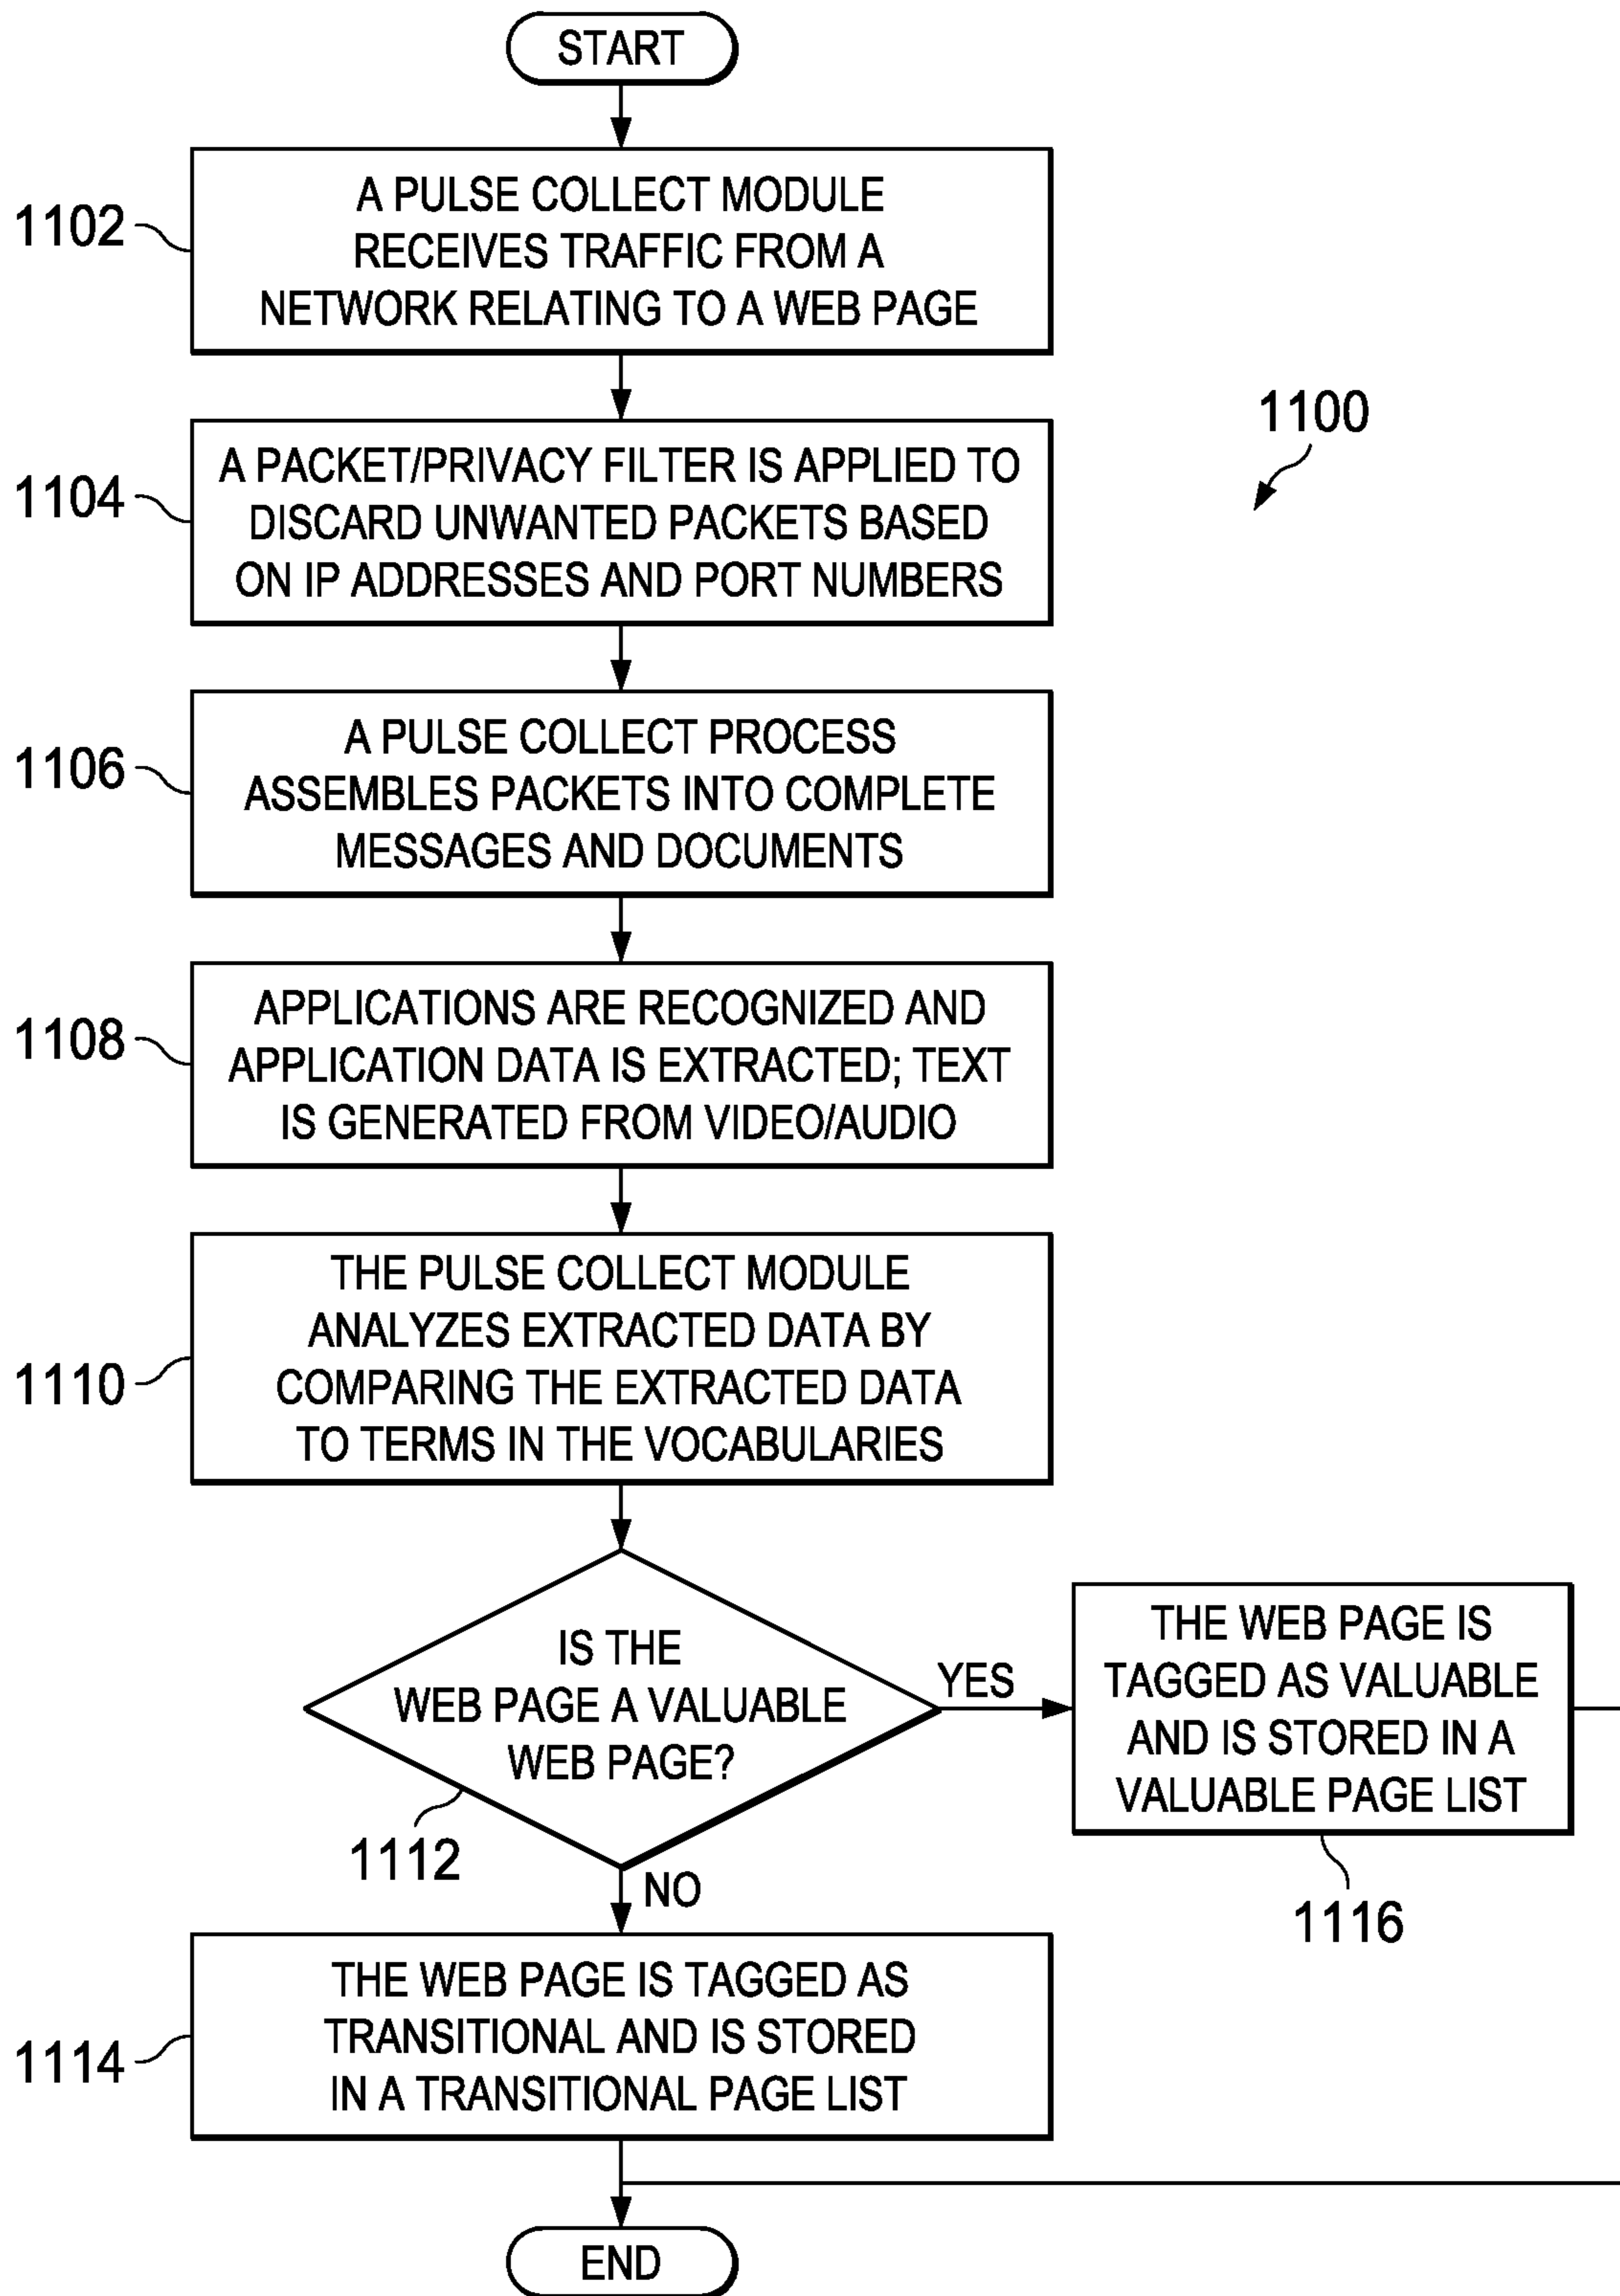 START
1102
A PULSE COLLECT MODULE
RECEIVES TRAFFIC FROM A
NETWORK RELATING TO A WEB PAGE
1100
1104
A PACKET/PRIVACY FILTER IS APPLIED TO
DISCARD UNWANTED PACKETS BASED
ON IP ADDRESSES AND PORT NUMBERS
1106
A PULSE COLLECT PROCESS
ASSEMBLES PACKETS INTO COMPLETE
MESSAGES AND DOCUMENTS
1108
APPLICATIONS ARE RECOGNIZED AND
APPLICATION DATA IS EXTRACTED; TEXT
IS GENERATED FROM VIDEO/AUDIO
1110
THE PULSE COLLECT MODULE
ANALYZES EXTRACTED DATA BY
COMPARING THE EXTRACTED DATA
TO TERMS IN THE VOCABULARIES
IS THE
WEB PAGE A VALUABLE
WEB PAGE?
1112
YES
THE WEB PAGE IS
TAGGED AS VALUABLE
AND IS STORED IN A
VALUABLE PAGE LIST
1116
NO
1114
THE WEB PAGE IS TAGGED AS
TRANSITIONAL AND IS STORED
IN A TRANSITIONAL PAGE LIST
END